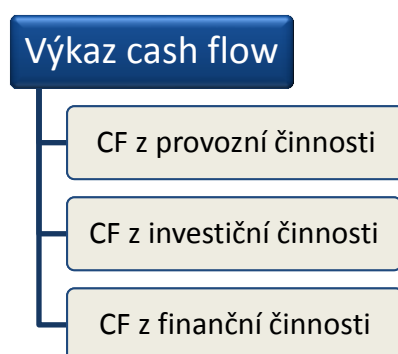 Výkaz cash flow
CF z provozní činnosti
CF z investiční činnosti
CF z finanční činnosti